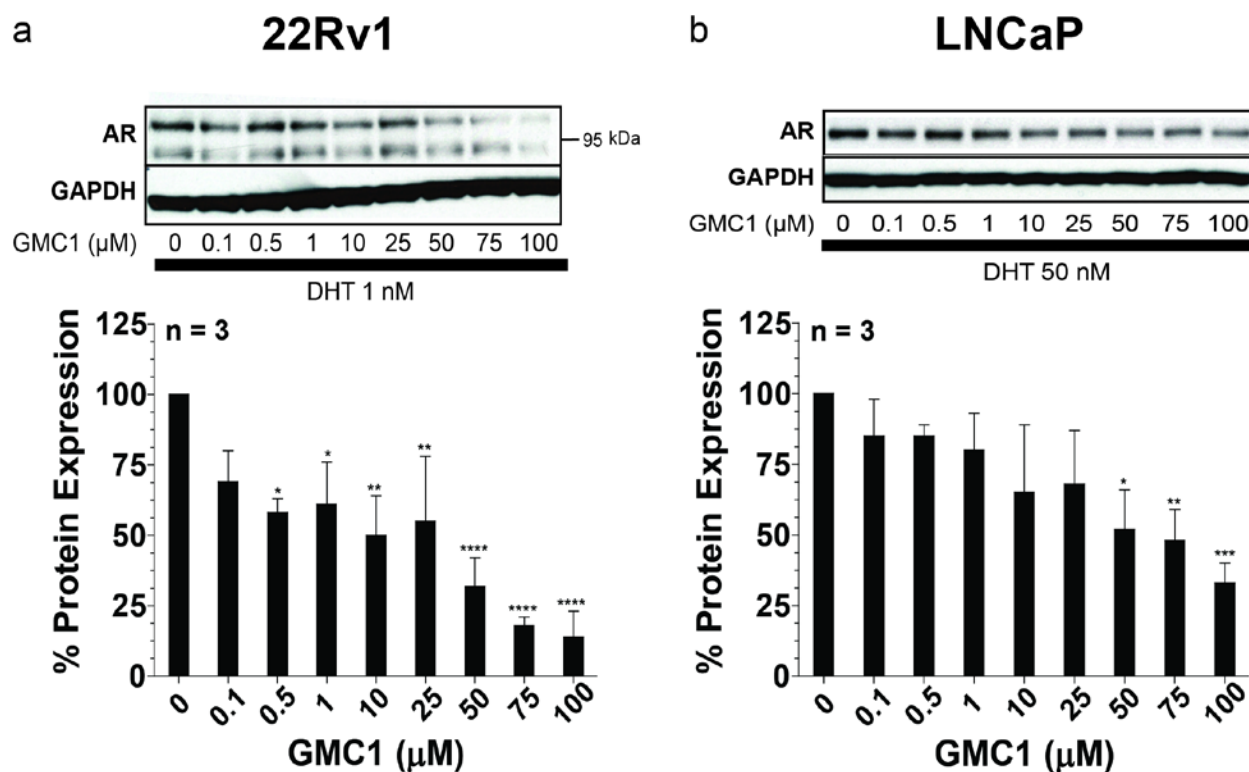 a 22Rv1
AR
95 kDa
GAPDH
GMC1 (μM) 0 0.1 0.5 1 10 25 50 75 100
DHT 1 nM
125
n = 3
100
75
50
25
0
% Protein Expression
* * ** ** **** **** ****
0 0.1 0.5 1 10 25 50 75 100
GMC1 (μM)
b LNCaP
AR
GAPDH
GMC1 (μM) 0 0.1 0.5 1 10 25 50 75 100
DHT 50 nM
125
n = 3
100
75
50
25
0
% Protein Expression
* ** ***
0 0.1 0.5 1 10 25 50 75 100
GMC1 (μM)